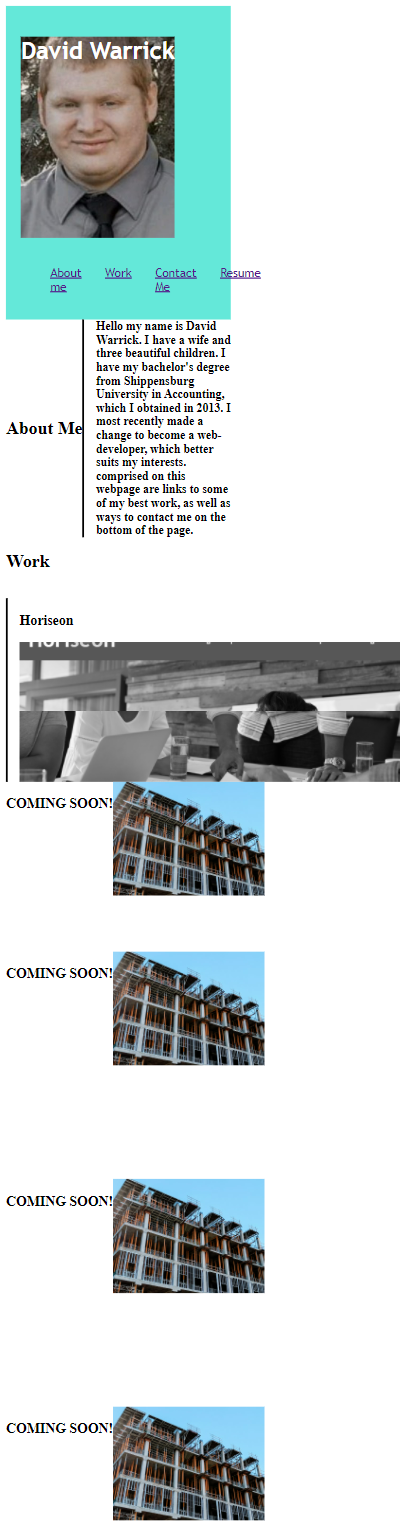 David Warrick
About Work Contact Resume
me Me
Hello my name is David
Warrick. I have a wife and
three beautiful children. I
have my bachelor's degree
from Shippensburg
University in Accounting,
which I obtained in 2013. I
most recently made a
change to become a web-
developer, which better
suits my interests.
comprised on this
webpage are links to some
of my best work, as well as
ways to contact me on the
bottom of the page.
About Me
Work
Horiseon
Horiseon
COMING SOON!
COMING SOON!
COMING SOON!
COMING SOON!